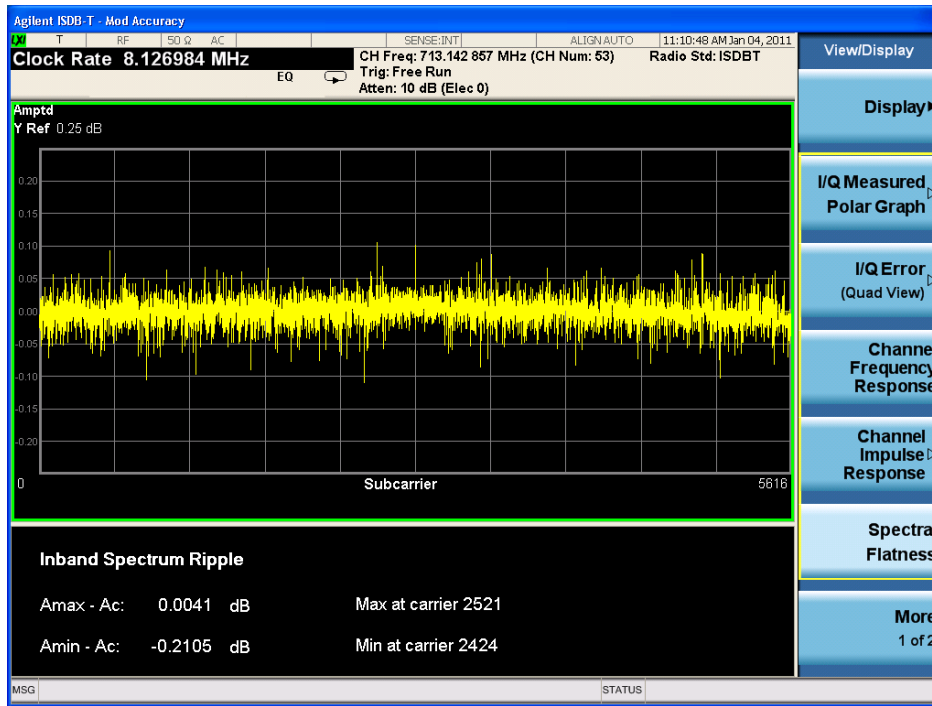 Agilent ISDB-T - Mod Accuracy
LXI T RF 50 Ω AC SENSE:INT ALIGN AUTO 11:10:48 AM Jan 04, 2011
Clock Rate 8.126984 MHz
CH Freq: 713.142 857 MHz (CH Num: 53) Radio Std: ISDBT
EQ Trig: Free Run
Atten: 10 dB (Elec 0)
Amptd
Y Ref 0.25 dB
0.20
0.15
0.10
0.05
0.00
-0.05
-0.10
-0.15
-0.20
0 Subcarrier 5616
Inband Spectrum Ripple
Amax - Ac: 0.0041 dB Max at carrier 2521
Amin - Ac: -0.2105 dB Min at carrier 2424
MSG STATUS
View/Display
Display
I/Q Measured
Polar Graph
I/Q Error
(Quad View)
Channe
Frequency
Response
Channel
Impulse
Response
Spectra
Flatness
More
1 of 2